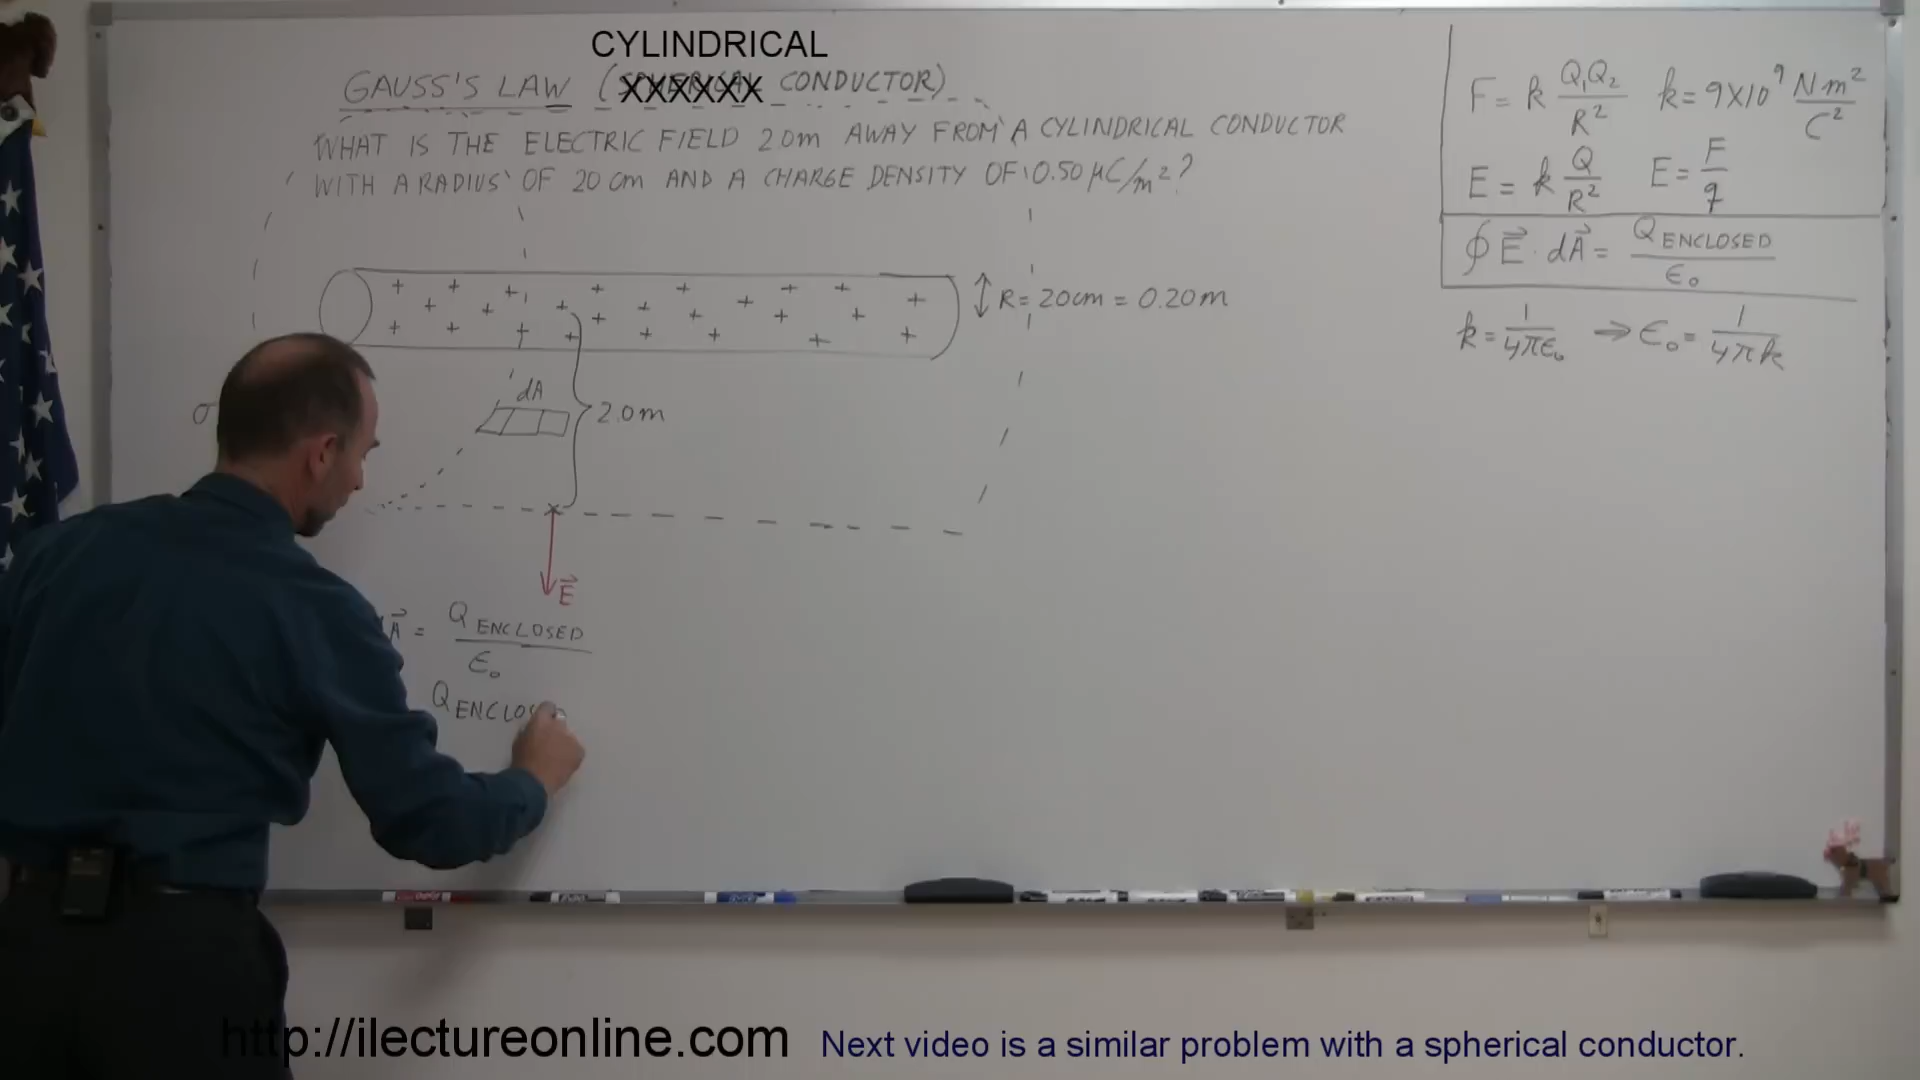 CYLINDRICAL
GAUSS'S LAW (XXXXXX CONDUCTOR)
WHAT IS THE ELECTRIC FIELD 2.0m AWAY FROM A CYLINDRICAL CONDUCTOR
WITH A RADIUS OF 20 cm AND A CHARGE DENSITY OF 0.50 μC/m²?
F = k Q₁Q₂/R² k = 9X10⁹ Nm²/C²
E = k Q/R² E = F/q
∮ E⃗ · dA⃗ = Q ENCLOSED/ε₀
k = 1/4πε₀ → ε₀ = 1/4πk
R = 20cm = 0.20m
dA
2.0m
σ
E⃗
A⃗ = Q ENCLOSED/ε₀
Q ENCLOS
http://ilectureonline.com
Next video is a similar problem with a spherical conductor.